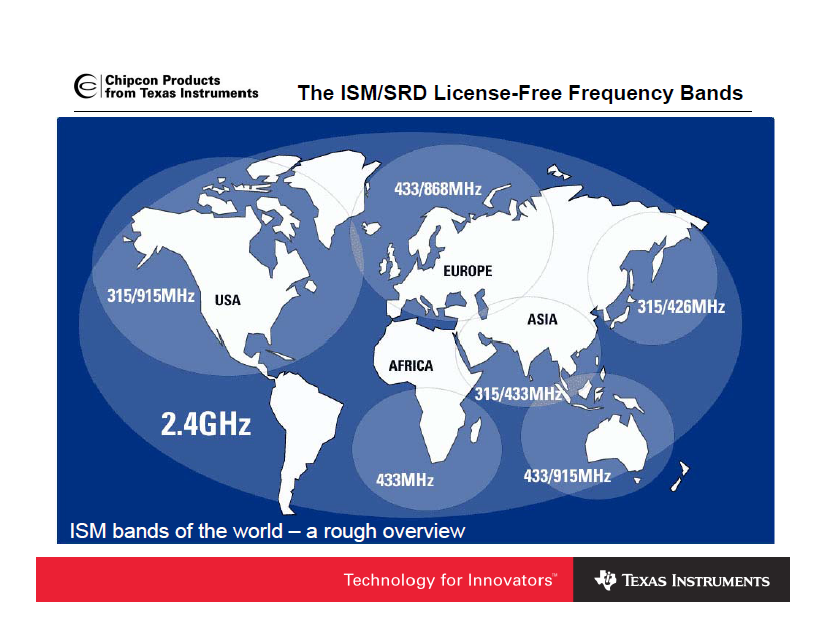 Chipcon Products
from Texas Instruments
The ISM/SRD License-Free Frequency Bands
433/868MHz
EUROPE
315/915MHz
USA
315/426MHz
ASIA
AFRICA
315/433MHz
2.4GHz
433MHz
433/915MHz
ISM bands of the world – a rough overview
Technology for Innovators™
TEXAS INSTRUMENTS